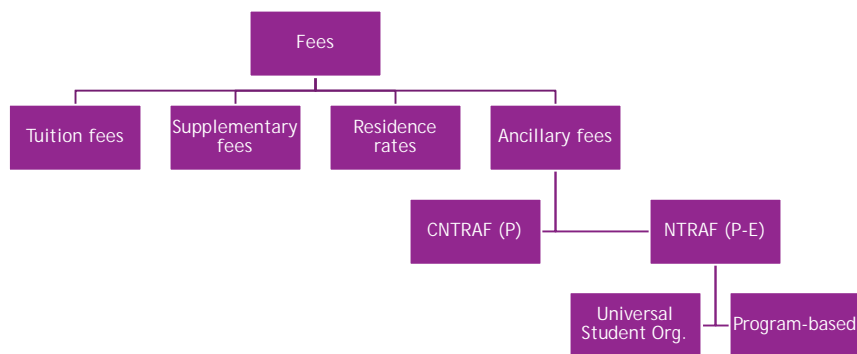 Fees
Tuition fees
Supplementary
fees
Residence
rates
Ancillary fees
CNTRAF (P)
NTRAF (P-E)
Universal
Student Org.
Program-based